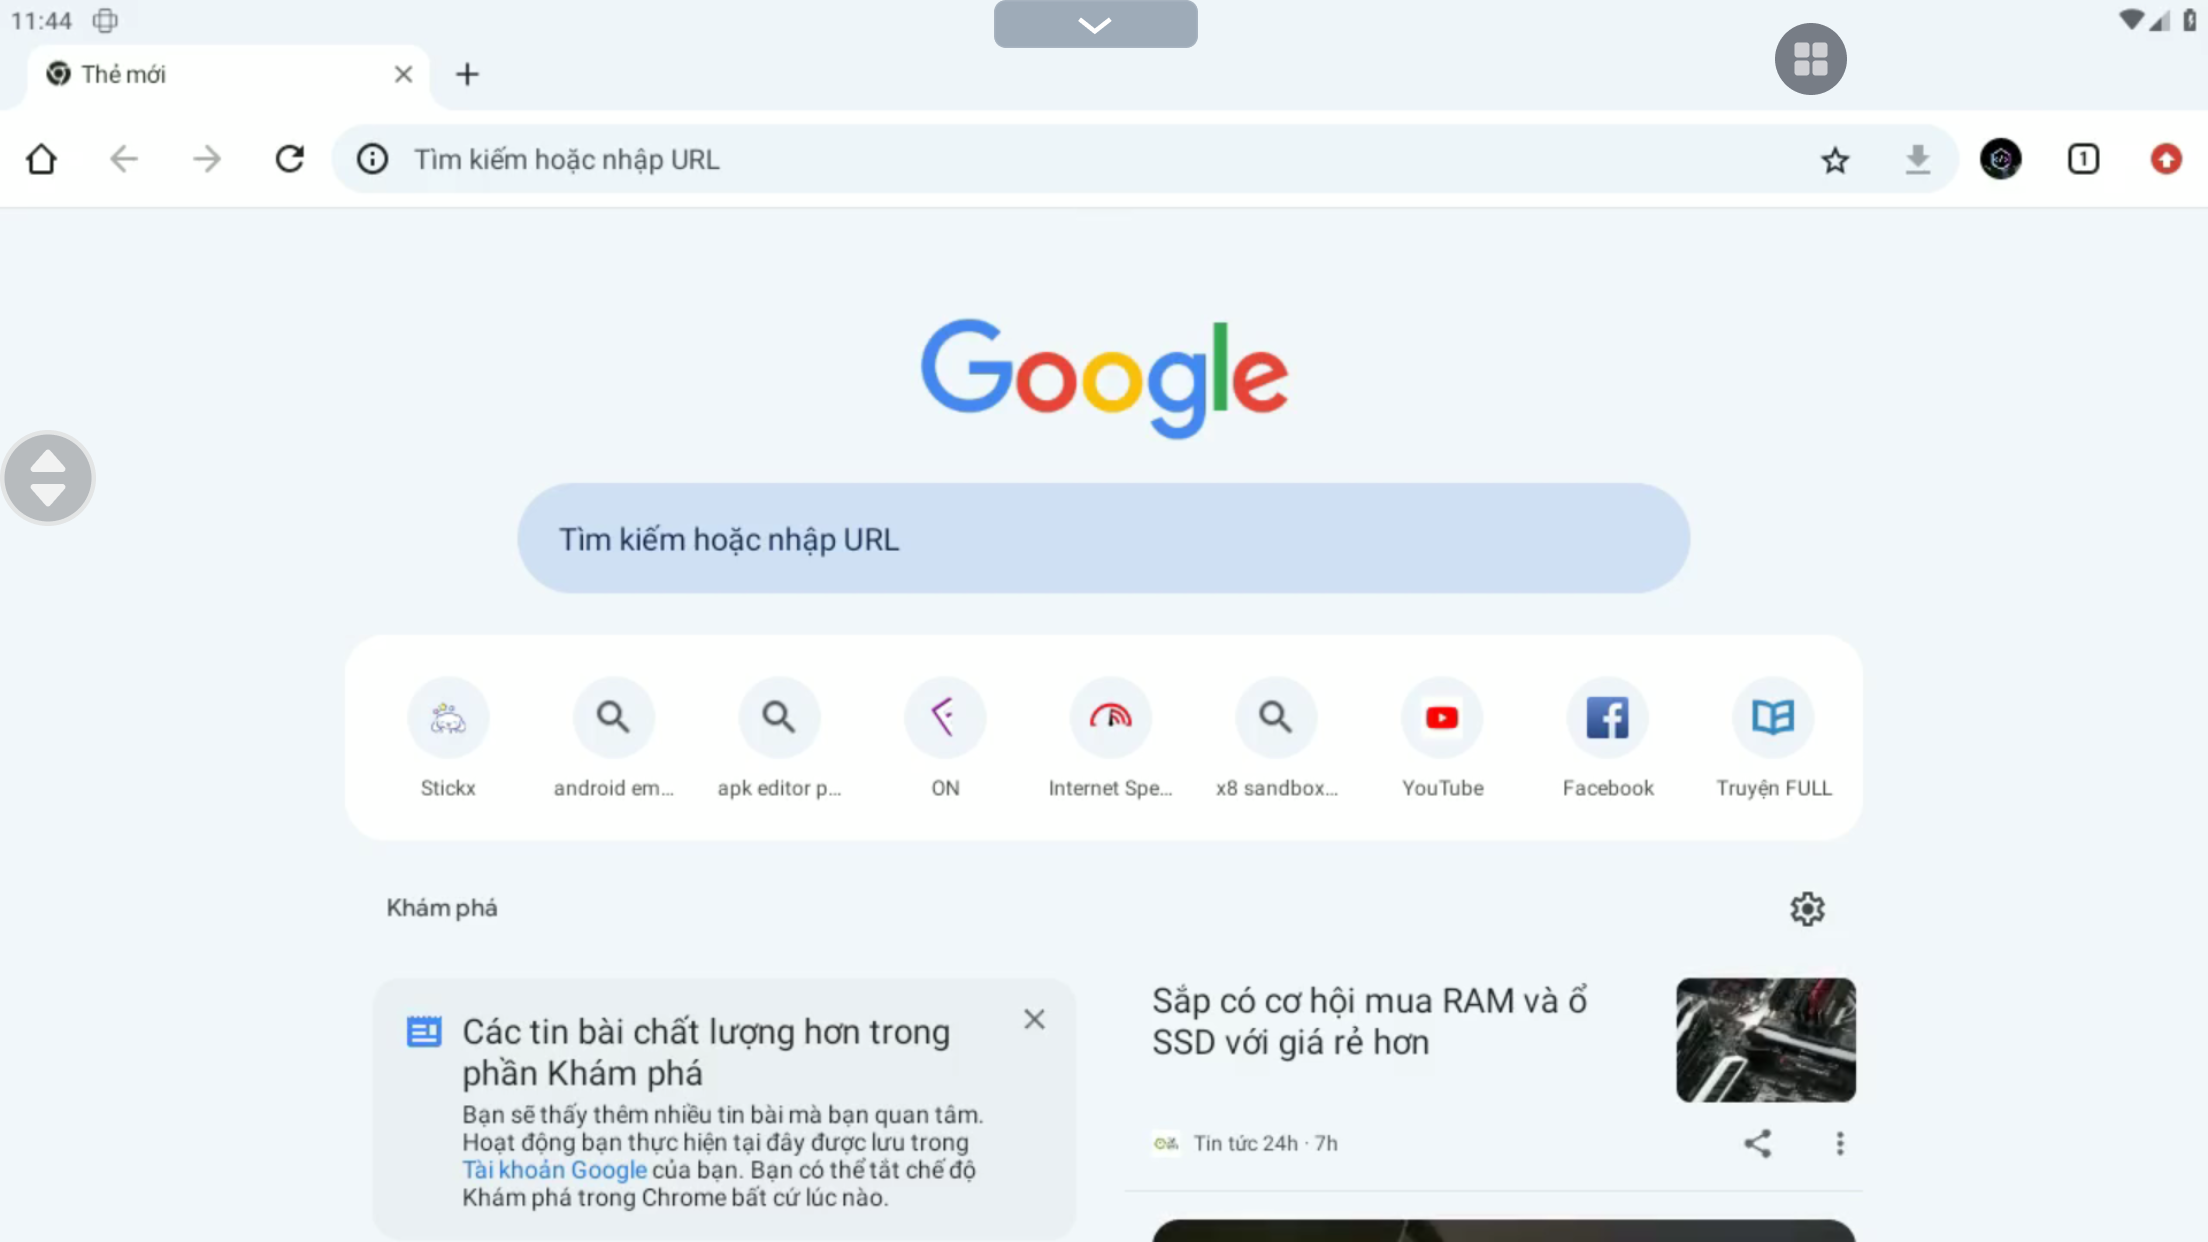 11:44
Thẻ mới
Tìm kiếm hoặc nhập URL
1
Google
Tìm kiếm hoặc nhập URL
Stickx
android em...
apk editor p...
ON
Internet Spe...
x8 sandbox...
YouTube
Facebook
Truyện FULL
Khám phá
Các tin bài chất lượng hơn trong
phần Khám phá
Bạn sẽ thấy thêm nhiều tin bài mà bạn quan tâm.
Hoạt động bạn thực hiện tại đây được lưu trong
Tài khoản Google của bạn. Bạn có thể tắt chế độ
Khám phá trong Chrome bất cứ lúc nào.
Sắp có cơ hội mua RAM và ổ
SSD với giá rẻ hơn
Tin tức 24h · 7h